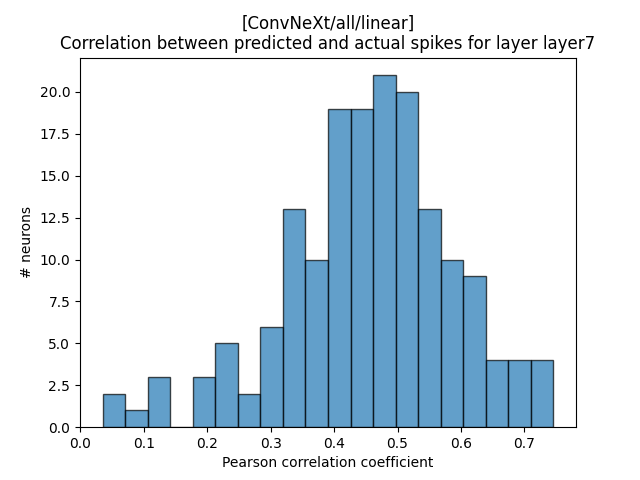 [ConvNeXt/all/linear]
Correlation between predicted and actual spikes for layer layer7
# neurons
20.0
17.5
15.0
12.5
10.0
7.5
5.0
2.5
0.0
0.0 0.1 0.2 0.3 0.4 0.5 0.6 0.7
Pearson correlation coefficient